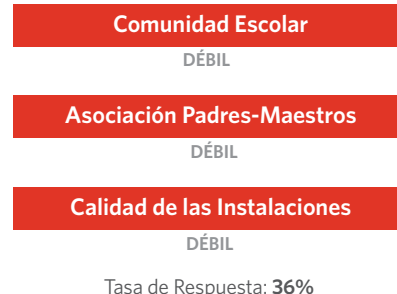 Comunidad Escolar
DÉBIL
Asociación Padres-Maestros
DÉBIL
Calidad de las Instalaciones
DÉBIL
Tasa de Respuesta: 36%